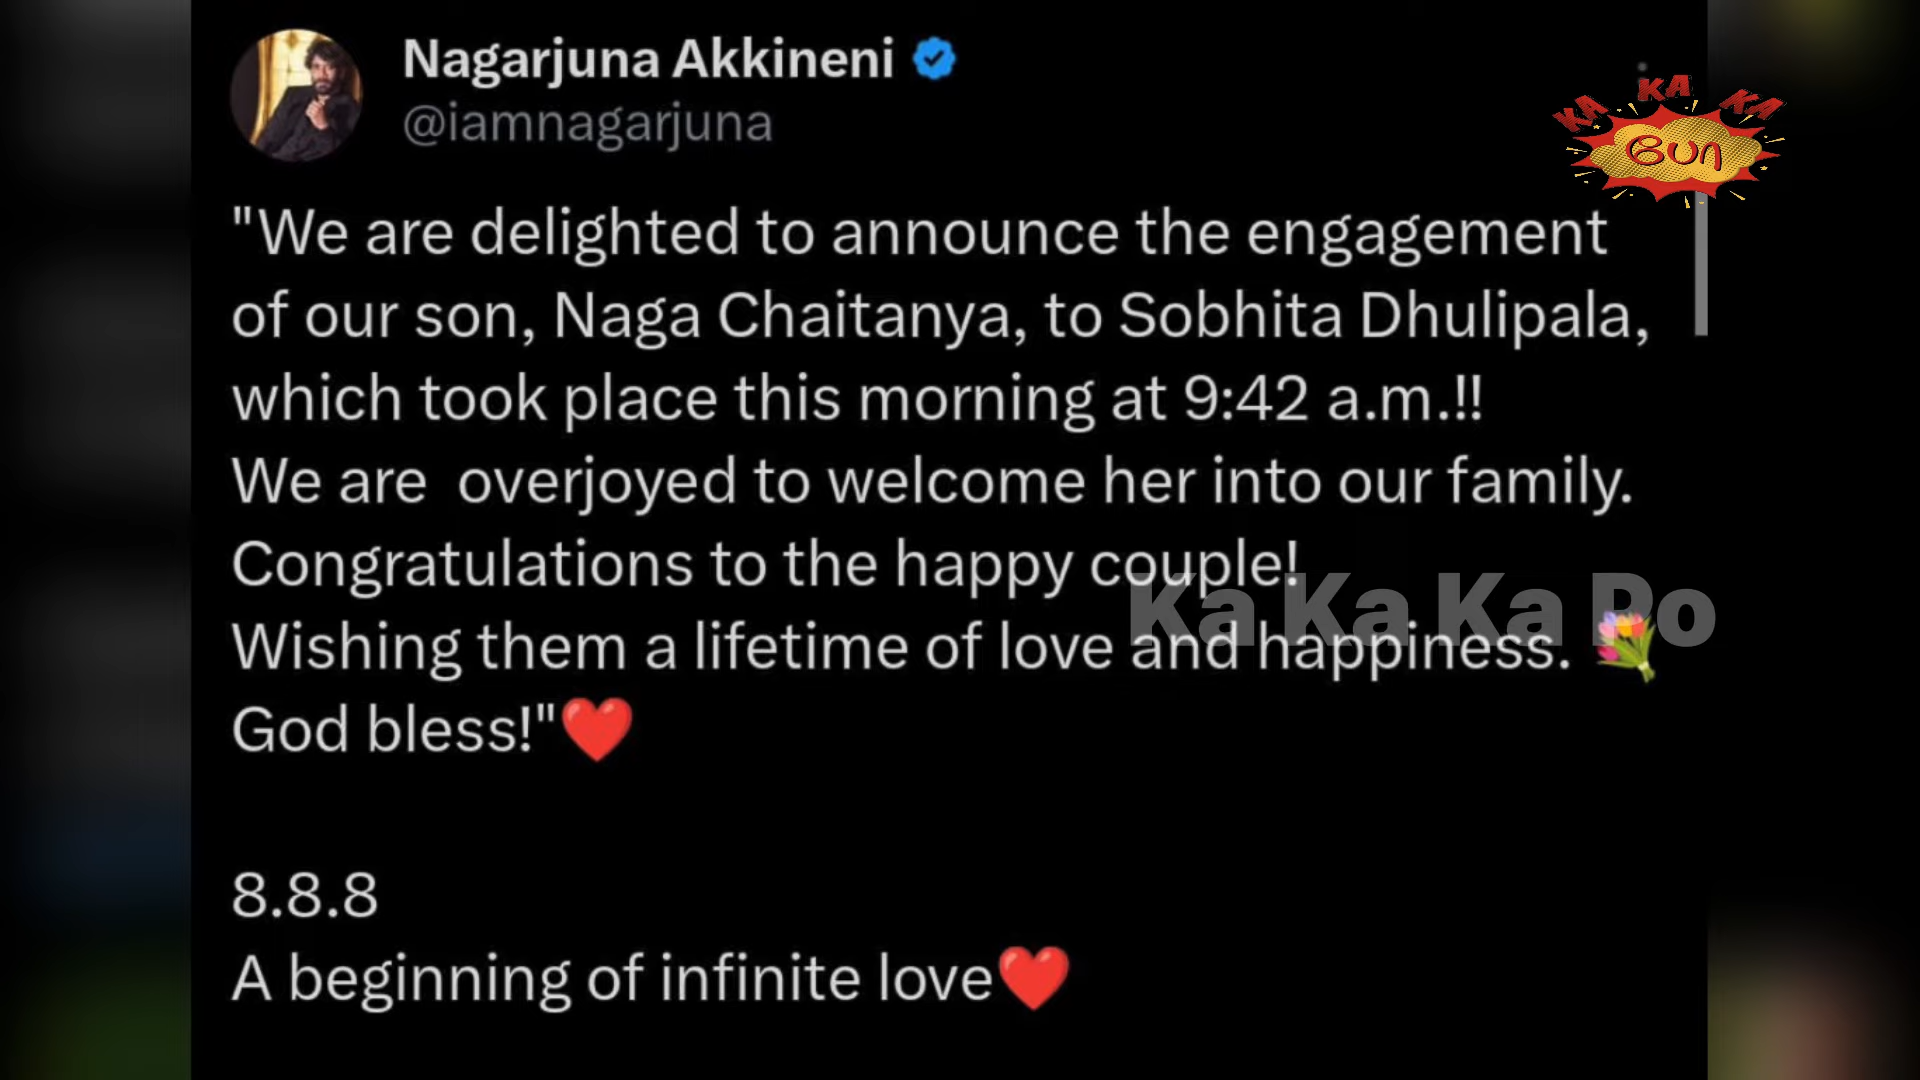 Nagarjuna Akkineni
@iamnagarjuna
KA KA KA
போ
"We are delighted to announce the engagement
of our son, Naga Chaitanya, to Sobhita Dhulipala,
which took place this morning at 9:42 a.m.!!
We are  overjoyed to welcome her into our family.
Congratulations to the happy couple!
Ka Ka Ka Po
Wishing them a lifetime of love and happiness. 💐
God bless!"❤️
8.8.8
A beginning of infinite love❤️